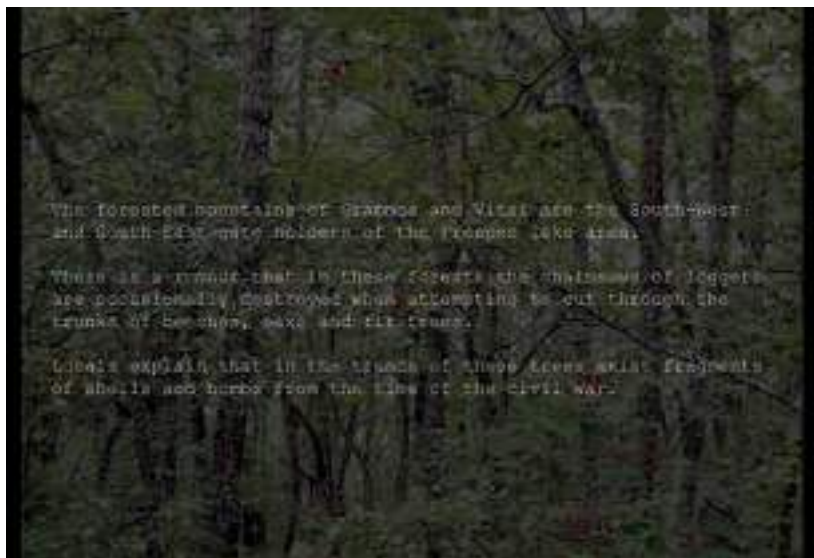 The forested mountains of Grammos and Vitsi are the South-West
and South-East gate holders of the Prespes lake area.
There is a rumour that in these forests the chainsaws of loggers
are occasionally destroyed when attempting to cut through the
trunks of beeches, oaks and fir trees.
Locals explain that in the trunks of these trees exist fragments
of shells and bombs from the time of the civil war.